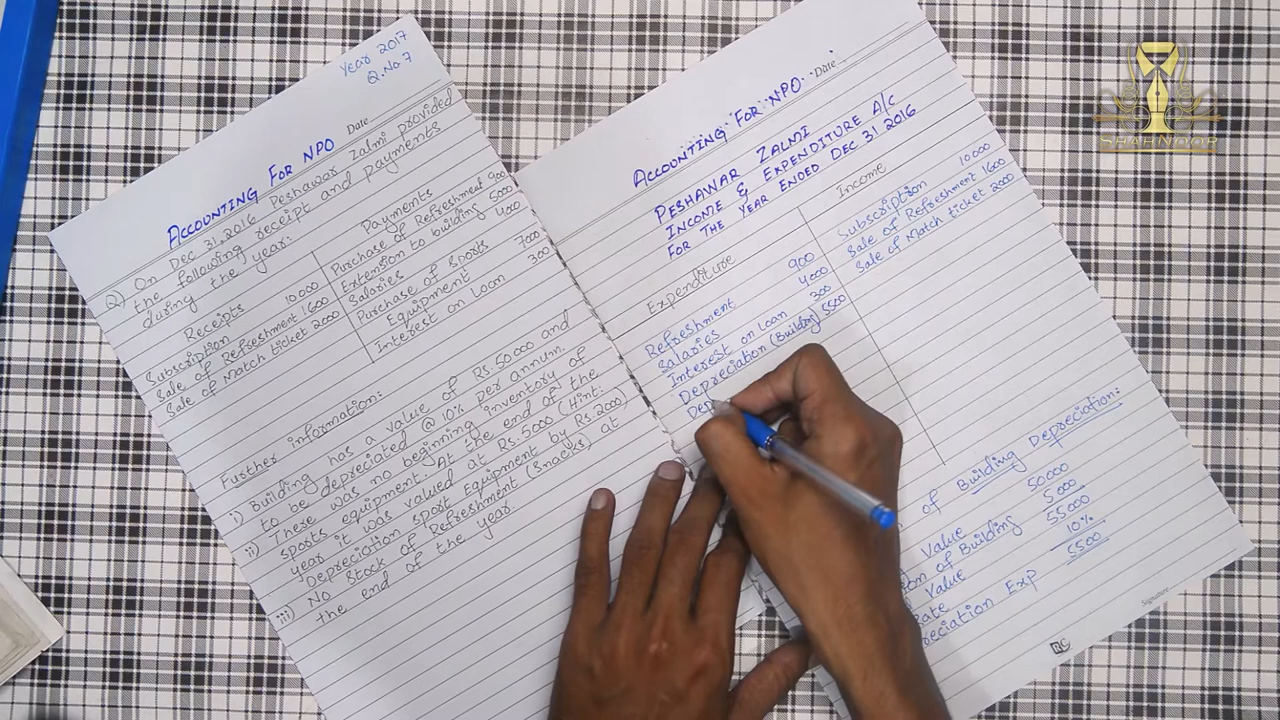 Year 2017
Q.No.7
Date
ACCOUNTING FOR NPO
Q) On Dec 31, 2016 Peshawar Zalmi provided
the following receipt and payments
during the year:
Receipts
Subscription 10000
Sale of Refreshment 1600
Sale of Match ticket 2000
Payments
Purchase of Refreshment 900
Extension to building 5000
Salaries 4000
Purchase of Sports
Equipment 7000
Interest on Loan 300
Further information:
i) Building has a value of Rs 50000 and
to be depreciated @ 10% per annum.
ii) There was no beginning inventory of
sports equipment. At the end of the
year it was valued at Rs. 5000 (Hint:
Depreciation sport Equipment by Rs. 2000)
iii) No Stock of Refreshment (Snacks) at
the end of the year
Date
ACCOUNTING FOR NPO
PESHAWAR ZALMI
INCOME & EXPENDITURE A/C
FOR THE YEAR ENDED DEC 31 2016
Expenditure
Refreshment 900
Salaries 4000
Interest on Loan 300
Depreciation (Building) 5500
Dep
Income
Subscription 10000
Sale of Refreshment 1600
Sale of Match ticket 2000
of Building Depreciation:
Value 50000
of Building 5000
Value 55000
Rate 10%
Exp 5500
Signature
RC
SHAHNOOR